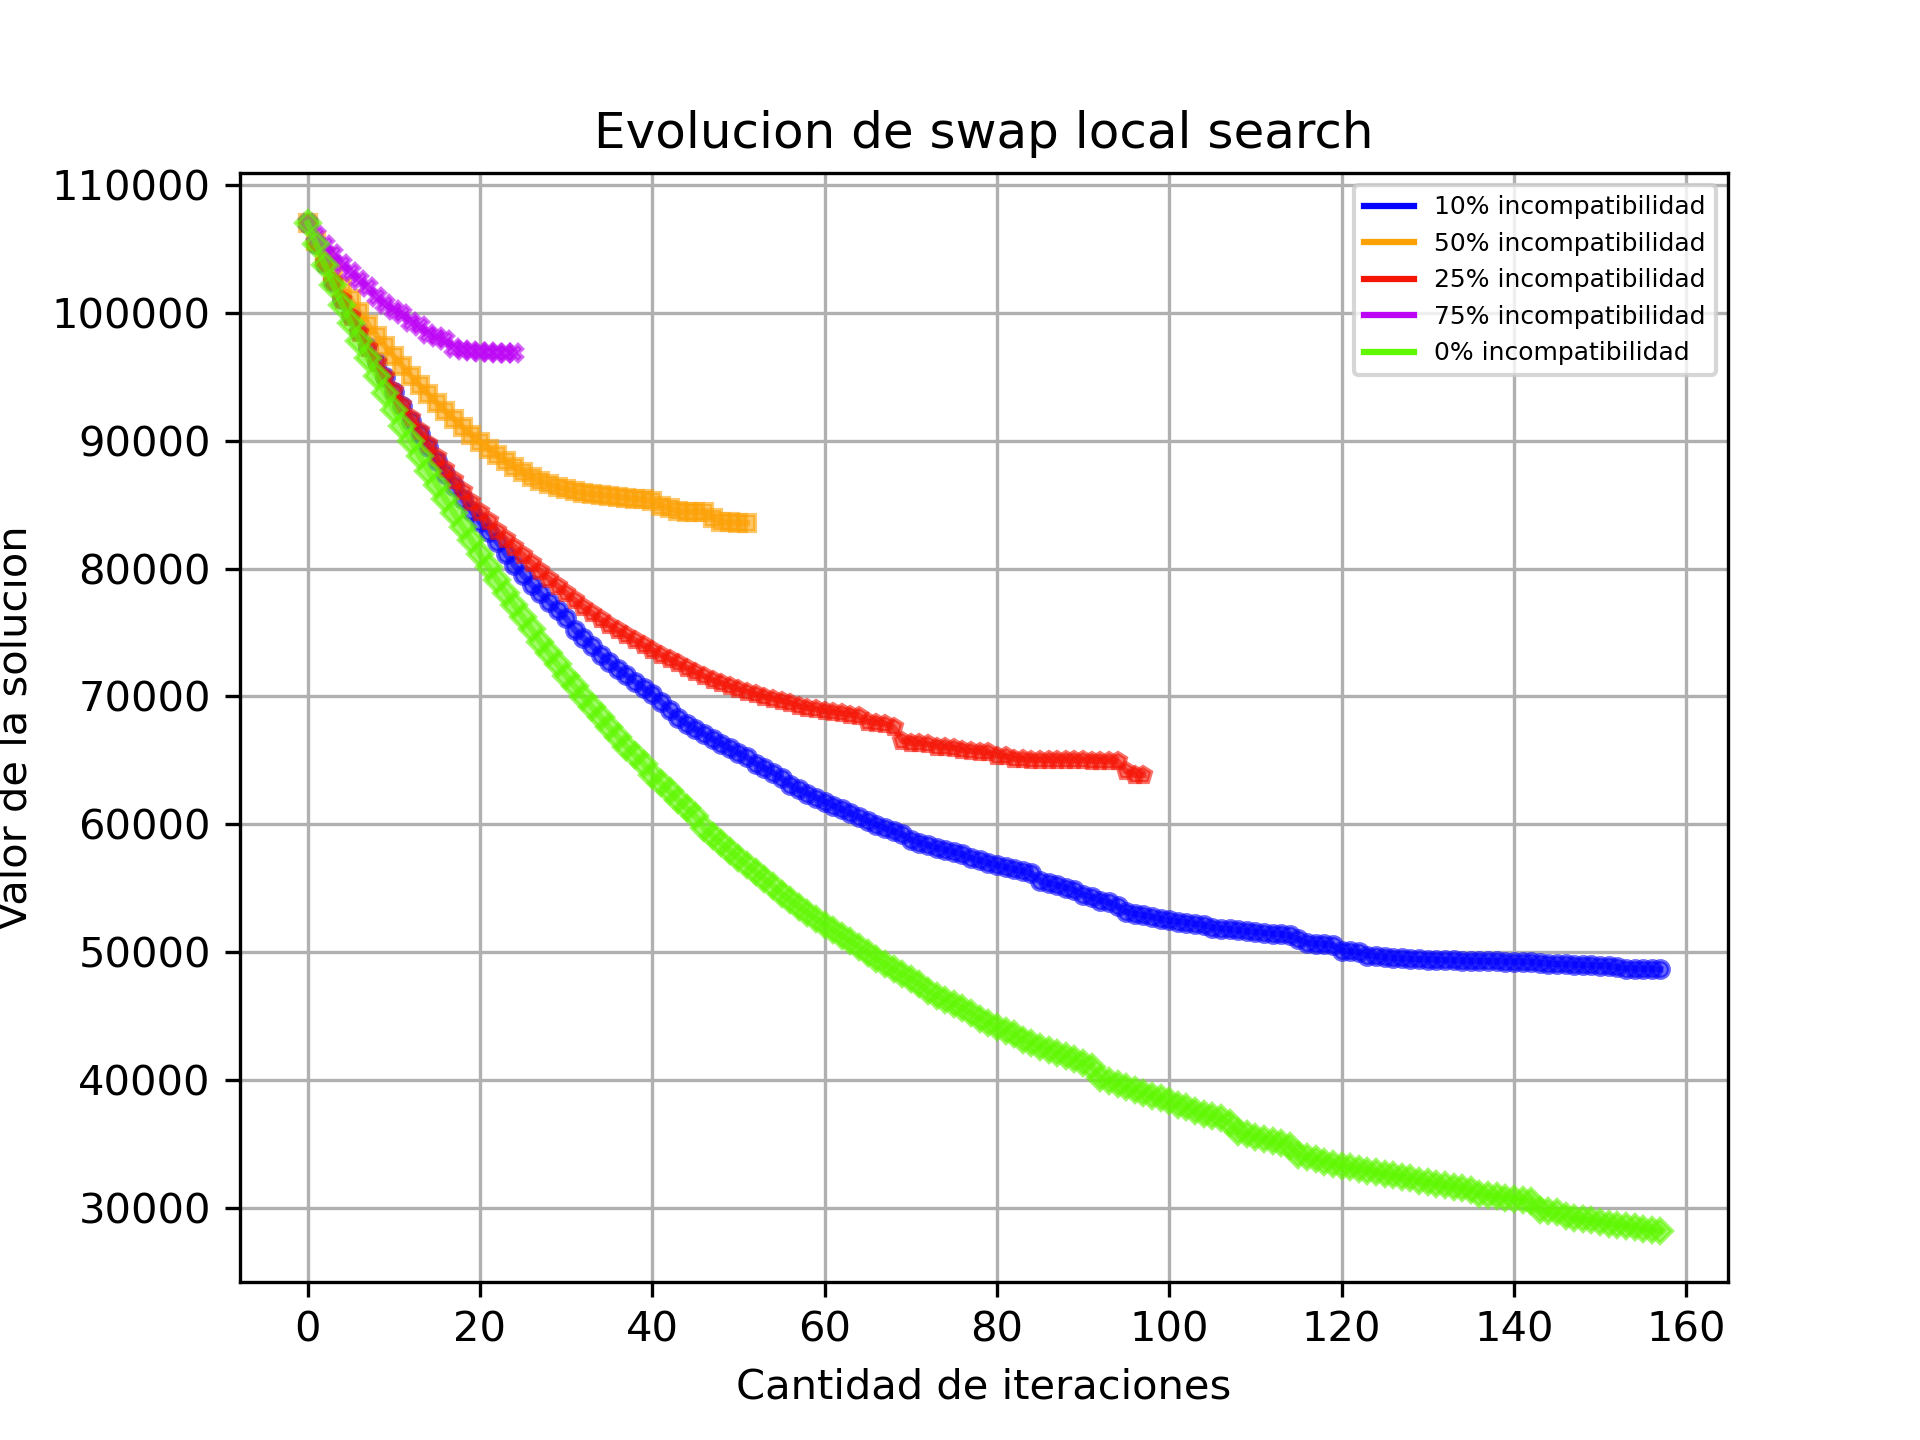 Evolucion de swap local search
110000
100000
90000
80000
70000
60000
50000
40000
30000
Valor de la solucion
10% incompatibilidad
50% incompatibilidad
25% incompatibilidad
75% incompatibilidad
0% incompatibilidad
0 20 40 60 80 100 120 140 160
Cantidad de iteraciones